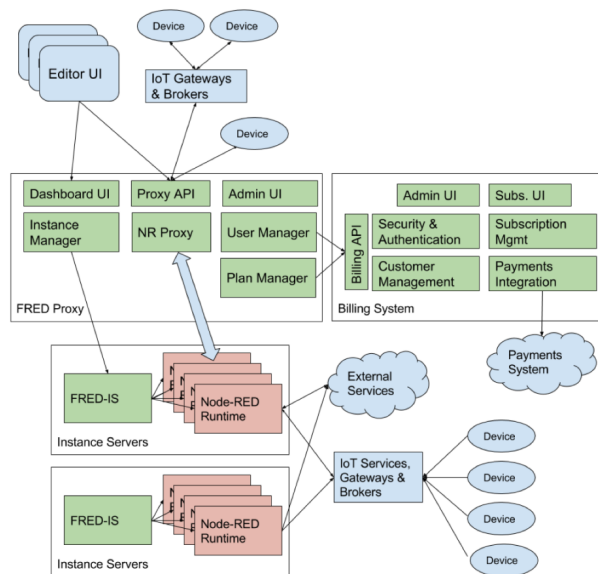 Device
Device
Editor UI
IoT Gateways
& Brokers
Device
Dashboard UI
Proxy API
Admin UI
Instance
Manager
NR Proxy
User Manager
Plan Manager
FRED Proxy
Admin UI
Subs. UI
Billing API
Security &
Authentication
Subscription
Mgmt
Customer
Management
Payments
Integration
Billing System
FRED-IS
Node-RED
Runtime
Instance Servers
External
Services
Payments
System
FRED-IS
Node-RED
Runtime
Instance Servers
IoT Services,
Gateways &
Brokers
Device
Device
Device
Device